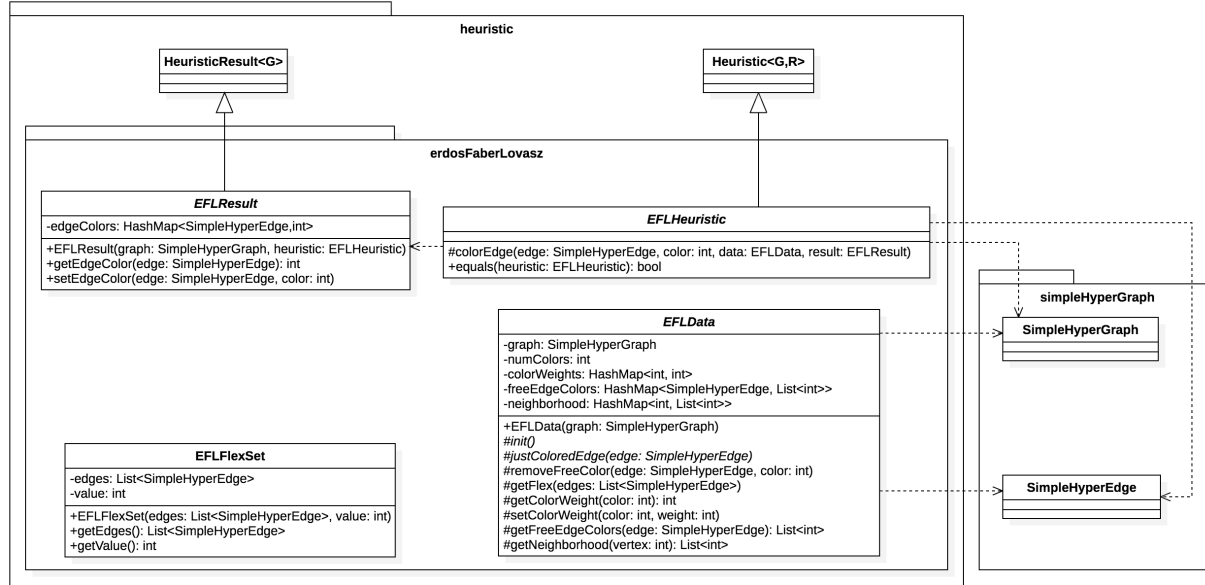 heuristic
HeuristicResult<G>
Heuristic<G,R>
erdosFaberLovasz
EFLResult
-edgeColors: HashMap<SimpleHyperEdge,int>
+EFLResult(graph: SimpleHyperGraph, heuristic: EFLHeuristic)
+getEdgeColor(edge: SimpleHyperEdge): int
+setEdgeColor(edge: SimpleHyperEdge, color: int)
EFLHeuristic
#colorEdge(edge: SimpleHyperEdge, color: int, data: EFLData, result: EFLResult)
+equals(heuristic: EFLHeuristic): bool
EFLData
-graph: SimpleHyperGraph
-numColors: int
-colorWeights: HashMap<int, int>
-freeEdgeColors: HashMap<SimpleHyperEdge, List<int>>
-neighborhood: HashMap<int, List<int>>
+EFLData(graph: SimpleHyperGraph)
#init()
#justColoredEdge(edge: SimpleHyperEdge)
#removeFreeColor(edge: SimpleHyperEdge, color: int)
#getFlex(edges: List<SimpleHyperEdge>)
#getColorWeight(color: int): int
#setColorWeight(color: int, weight: int)
#getFreeEdgeColors(edge: SimpleHyperEdge): List<int>
#getNeighborhood(vertex: int): List<int>
EFLFlexSet
-edges: List<SimpleHyperEdge>
-value: int
+EFLFlexSet(edges: List<SimpleHyperEdge>, value: int)
+getEdges(): List<SimpleHyperEdge>
+getValue(): int
simpleHyperGraph
SimpleHyperGraph
SimpleHyperEdge